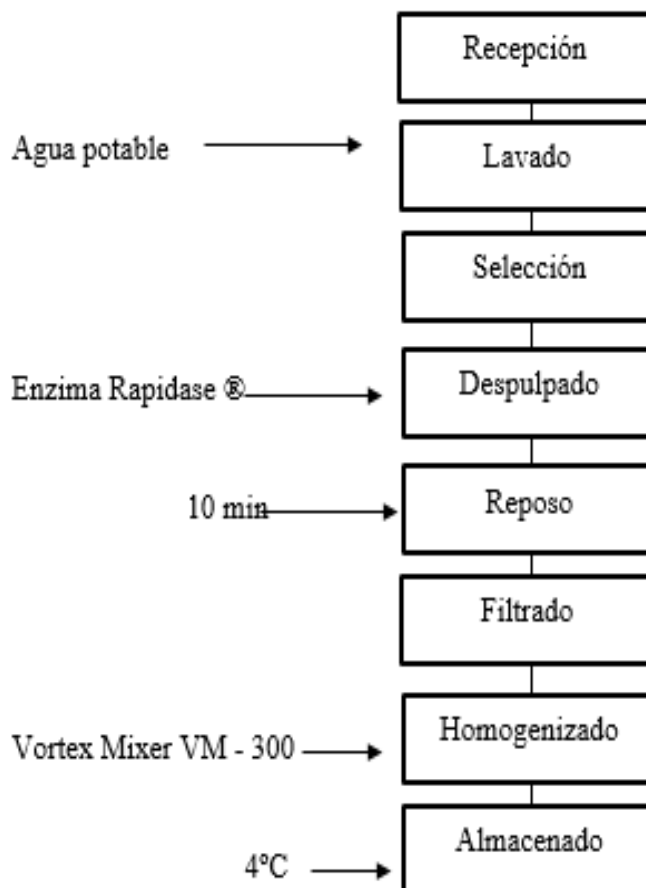 Recepción
Agua potable
Lavado
Selección
Enzima Rapidase ®
Despulpado
10 min
Reposo
Filtrado
Vortex Mixer VM - 300
Homogenizado
4°C
Almacenado